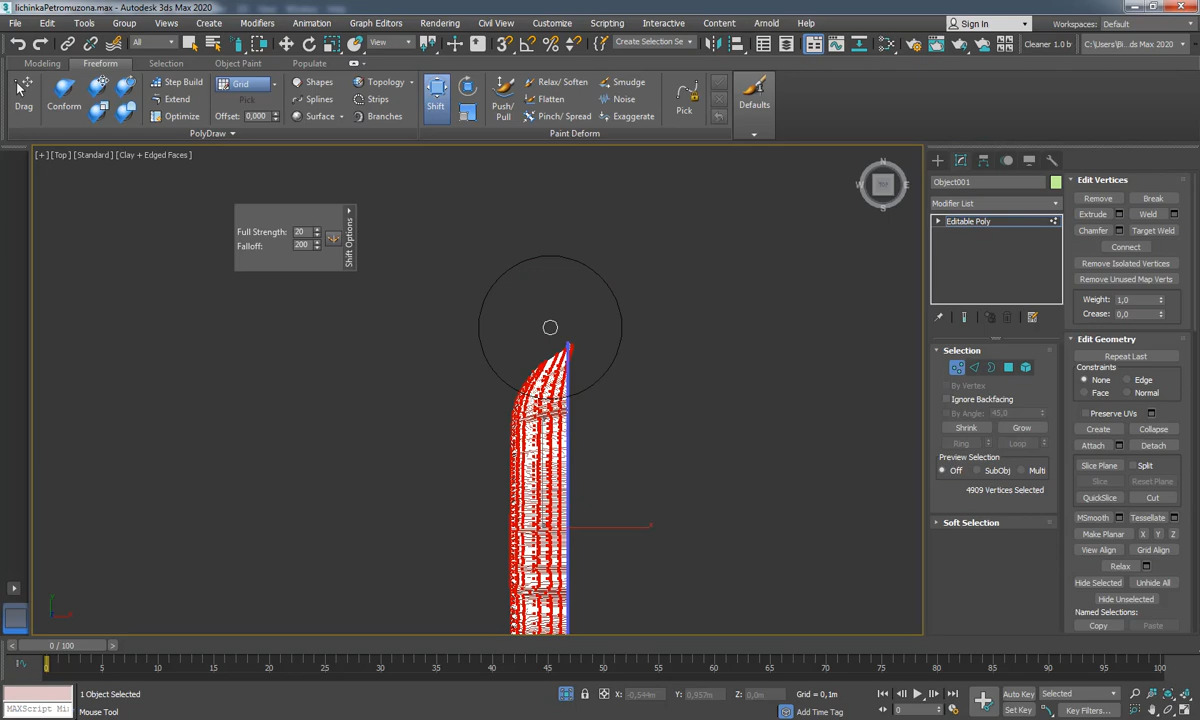 lichinkaPetromuzona.max - Autodesk 3ds Max 2020
File Edit Tools Group Views Create Modifiers Animation Graph Editors Rendering Civil View Customize Scripting Interactive Content Arnold Help
Sign In Workspaces: Default
All View Create Selection Se Cleaner 1.0 b C:\Users\Bi...ds Max 2020
Modeling Freeform Selection Object Paint Populate
Drag Conform Step Build Grid Shapes Topology Shift Push/ Pull Relax/ Soften Smudge Pick Defaults
Extend Pick Splines Strips Flatten Noise
Optimize Offset: 0,000 Surface Branches Pinch/ Spread Exaggerate
PolyDraw Paint Deform
[+] [Top] [Standard] [Clay + Edged Faces]
N
W TOP E
S
Full Strength: 20
Falloff: 200
Shift Options
x
Object001
Modifier List
Editable Poly
Selection
By Vertex
Ignore Backfacing
By Angle: 45,0
Shrink Grow
Ring Loop
Preview Selection
Off SubObj Multi
4909 Vertices Selected
Soft Selection
Edit Vertices
Remove Break
Extrude Weld
Chamfer Target Weld
Connect
Remove Isolated Vertices
Remove Unused Map Verts
Weight: 1,0
Crease: 0,0
Edit Geometry
Repeat Last
Constraints
None Edge
Face Normal
Preserve UVs
Create Collapse
Attach Detach
Slice Plane Split
Slice Reset Plane
QuickSlice Cut
MSmooth Tessellate
Make Planar X Y Z
View Align Grid Align
Relax
Hide Selected Unhide All
Hide Unselected
Named Selections:
Copy Paste
0 / 100
0 5 10 15 20 25 30 35 40 45 50 55 60 65 70 75 80 85 90 95 100
1 Object Selected X: -0,544m Y: 0,957m Z: 0,0m Grid = 0,1m Auto Key Selected
MAXScript Mi: Mouse Tool Add Time Tag 0 Set Key Key Filters...